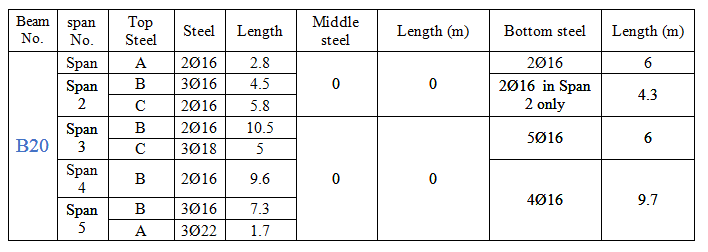 Beam No. span No. Top Steel Steel Length Middle steel Length (m) Bottom steel Length (m)
B20
Span A 2Ø16 2.8 0 0 2Ø16 6
Span 2 B 3Ø16 4.5 2Ø16 in Span 2 only 4.3
C 2Ø16 5.8
Span 3 B 2Ø16 10.5 0 0 5Ø16 6
C 3Ø18 5
Span 4 B 2Ø16 9.6 4Ø16 9.7
Span 5 B 3Ø16 7.3
A 3Ø22 1.7